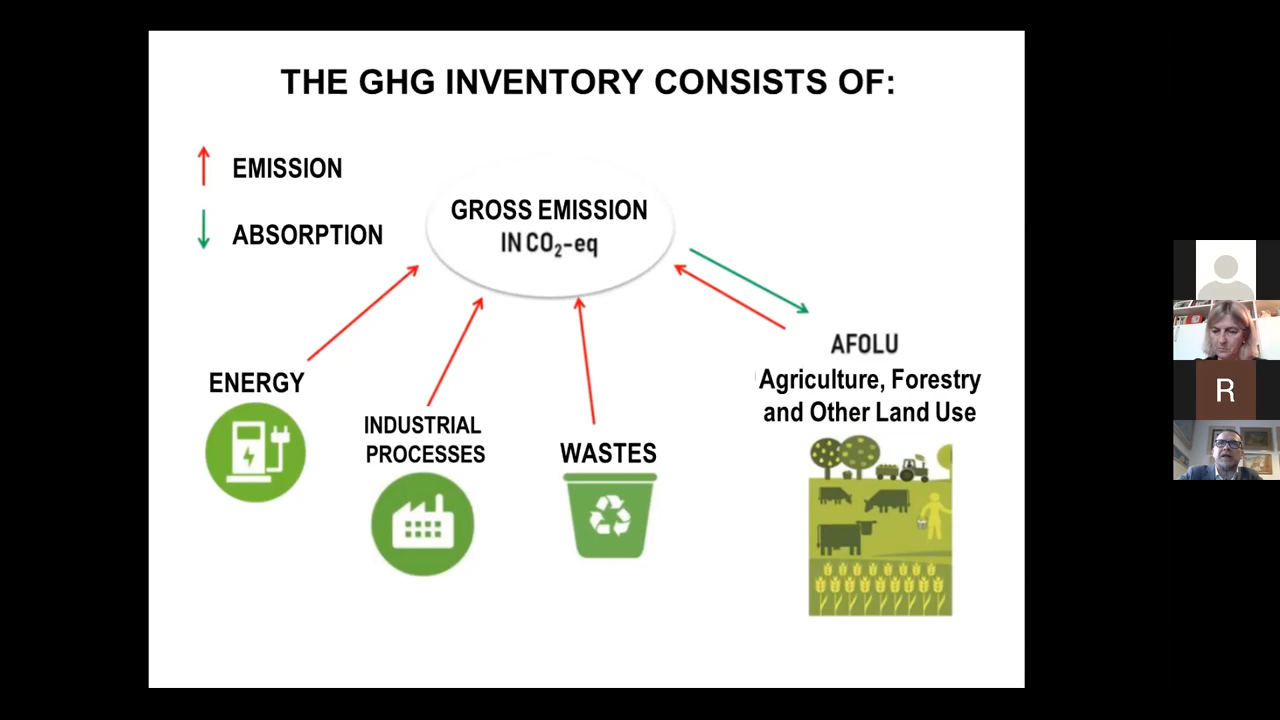 THE GHG INVENTORY CONSISTS OF:
EMISSION
ABSORPTION
GROSS EMISSION
IN CO₂-eq
ENERGY
INDUSTRIAL
PROCESSES
WASTES
AFOLU
Agriculture, Forestry
and Other Land Use
R